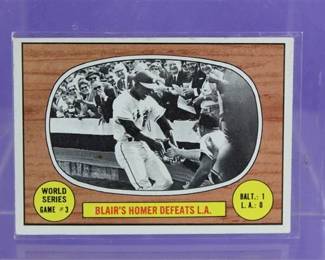 WORLD
SERIES
GAME #3
BLAIR'S HOMER DEFEATS L.A.
BALT.: 1
L.A.: 0